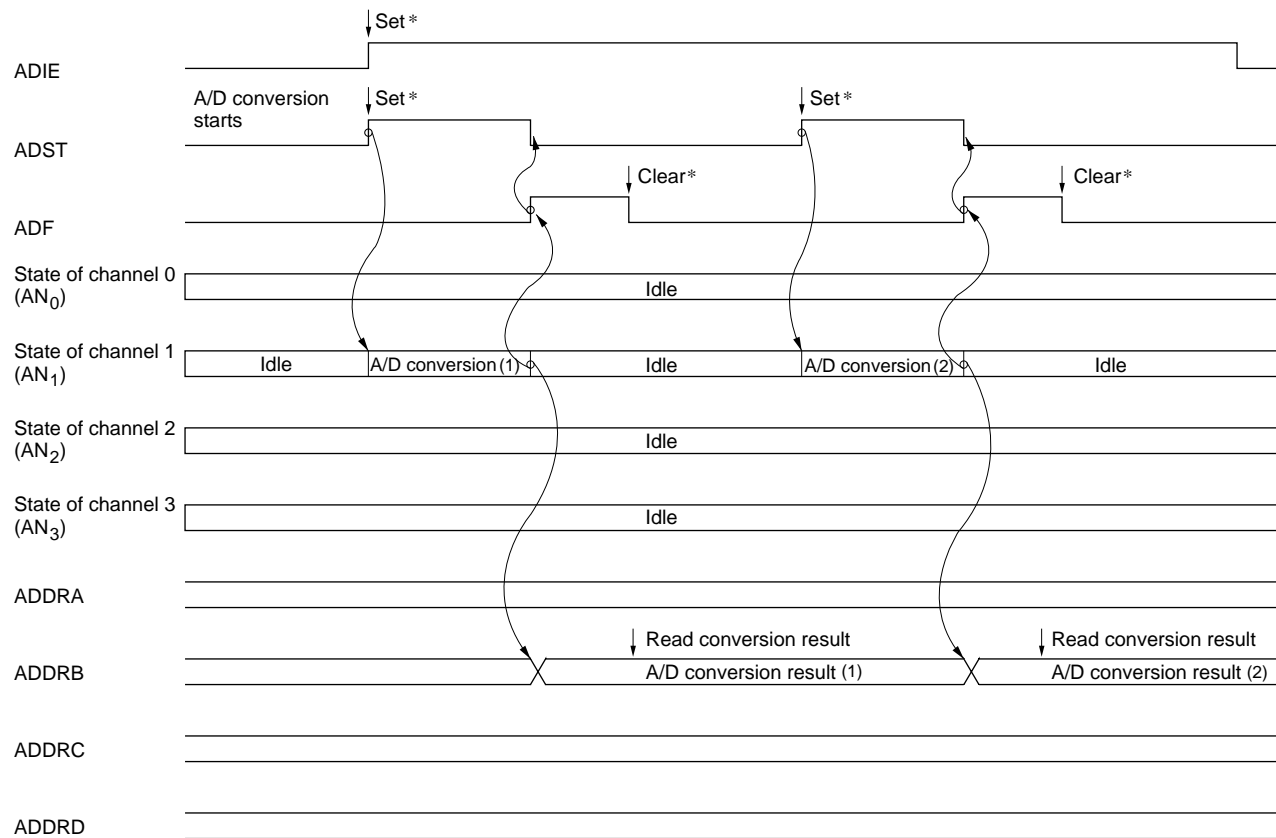 Set*
ADIE
A/D conversion
starts
Set*
Set*
ADST
Clear*
Clear*
ADF
State of channel 0
(AN0)
Idle
State of channel 1
(AN1)
Idle
A/D conversion (1)
Idle
A/D conversion (2)
Idle
State of channel 2
(AN2)
Idle
State of channel 3
(AN3)
Idle
ADDRA
Read conversion result
Read conversion result
ADDRB
A/D conversion result (1)
A/D conversion result (2)
ADDRC
ADDRD